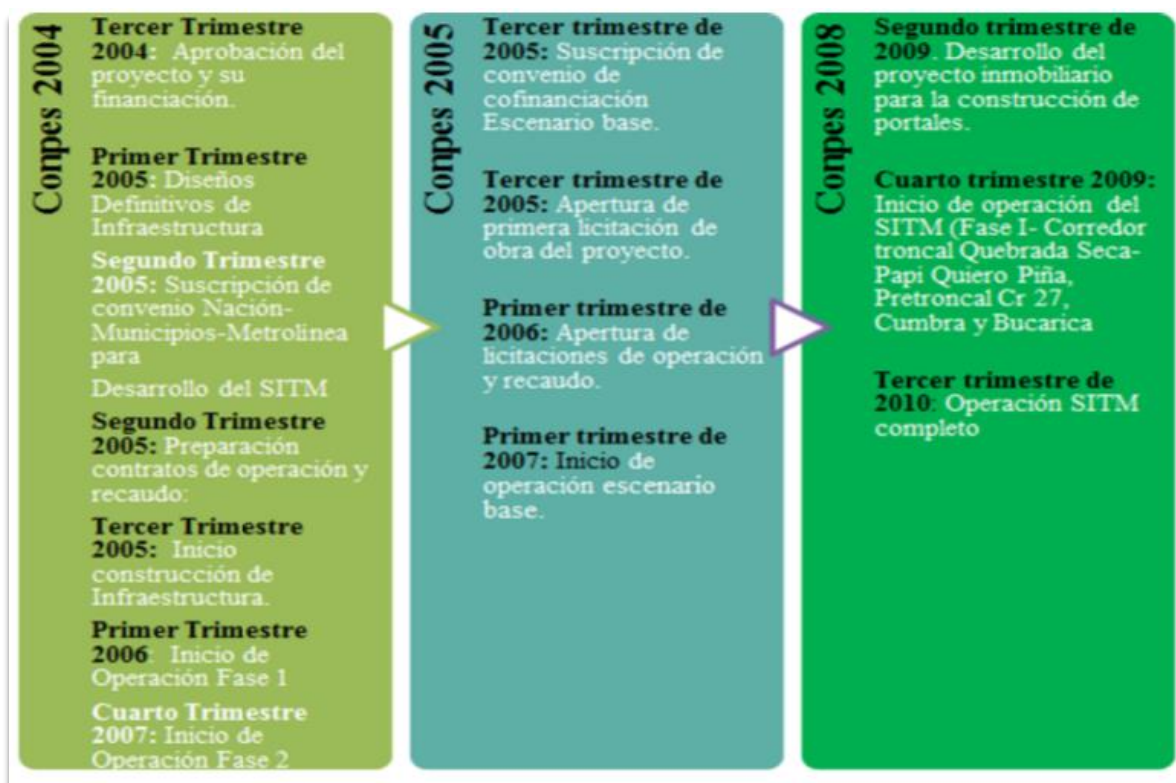 Conpes 2004
Tercer Trimestre
2004: Aprobación del
proyecto y su
financiación.
Primer Trimestre
2005: Diseños
Definitivos de
Infraestructura
Segundo Trimestre
2005: Suscripción de
convenio Nación-
Municipios-Metrolinea
para
Desarrollo del SITM
Segundo Trimestre
2005: Preparación
contratos de operación y
recaudo:
Tercer Trimestre
2005: Inicio
construcción de
Infraestructura.
Primer Trimestre
2006: Inicio de
Operación Fase 1
Cuarto Trimestre
2007: Inicio de
Operación Fase 2
Conpes 2005
Tercer trimestre de
2005: Suscripción de
convenio de
cofinanciación
Escenario base.
Tercer trimestre de
2005: Apertura de
primera licitación de
obra del proyecto.
Primer trimestre de
2006: Apertura de
licitaciones de operación
y recaudo.
Primer trimestre de
2007: Inicio de
operación escenario
base.
Conpes 2008
Segundo trimestre de
2009. Desarrollo del
proyecto inmobiliario
para la construcción de
portales.
Cuarto trimestre 2009:
Inicio de operación del
SITM (Fase I- Corredor
troncal Quebrada Seca-
Papi Quiero Piña,
Pretroncal Cr 27,
Cumbra y Bucarica
Tercer trimestre de
2010: Operación SITM
completo